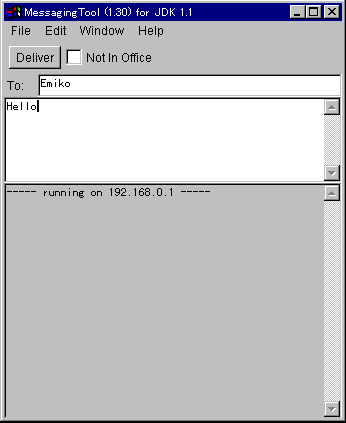 MessagingTool (1.30) for JDK 1.1
File Edit Window Help
Deliver Not In Office
To: Emiko
Hello
----- running on 192.168.0.1 -----